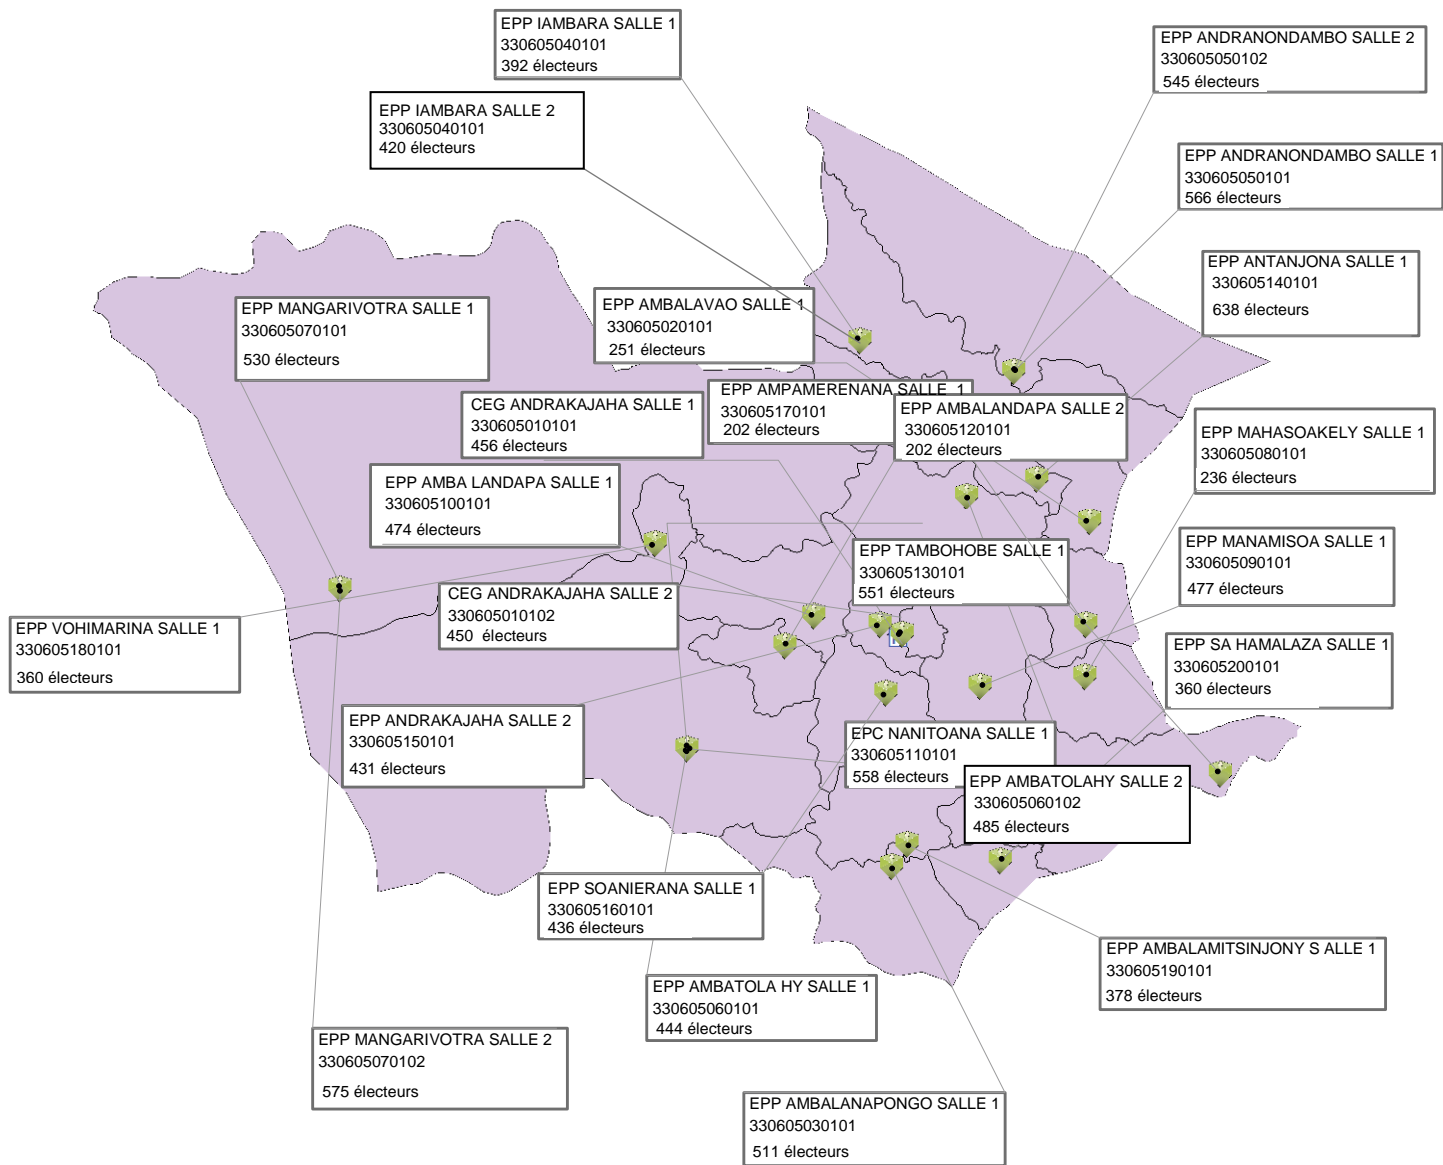 EPP IAMBARA SALLE 1
330605040101
392 électeurs
EPP ANDRANONDAMBO SALLE 2
330605050102
545 électeurs
EPP IAMBARA SALLE 2
330605040101
420 électeurs
EPP ANDRANONDAMBO SALLE 1
330605050101
566 électeurs
EPP ANTANJONA SALLE 1
330605140101
638 électeurs
EPP MANGARIVOTRA SALLE 1
330605070101
530 électeurs
EPP AMBALAVAO SALLE 1
330605020101
251 électeurs
EPP AMPAMERENANA SALLE 1
330605170101
202 électeurs
CEG ANDRAKAJAHA SALLE 1
330605010101
456 électeurs
EPP AMBALANDAPA SALLE 2
330605120101
202 électeurs
EPP MAHASOAKELY SALLE 1
330605080101
236 électeurs
EPP AMBA LANDAPA SALLE 1
330605100101
474 électeurs
EPP TAMBOHOBE SALLE 1
330605130101
551 électeurs
EPP MANAMISOA SALLE 1
330605090101
477 électeurs
CEG ANDRAKAJAHA SALLE 2
330605010102
450 électeurs
EPP VOHIMARINA SALLE 1
330605180101
360 électeurs
EPP SA HAMALAZA SALLE 1
330605200101
360 électeurs
EPP ANDRAKAJAHA SALLE 2
330605150101
431 électeurs
EPC NANITOANA SALLE 1
330605110101
558 électeurs
EPP AMBATOLAHY SALLE 2
330605060102
485 électeurs
EPP SOANIERANA SALLE 1
330605160101
436 électeurs
EPP AMBALAMITSINJONY S ALLE 1
330605190101
378 électeurs
EPP AMBATOLA HY SALLE 1
330605060101
444 électeurs
EPP MANGARIVOTRA SALLE 2
330605070102
575 électeurs
EPP AMBALANAPONGO SALLE 1
330605030101
511 électeurs